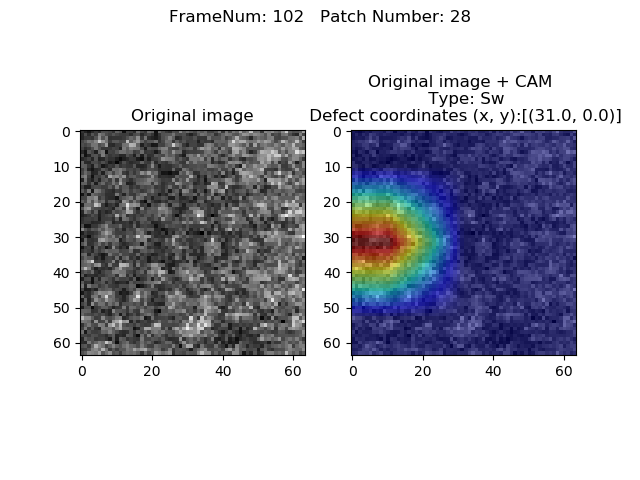 FrameNum: 102   Patch Number: 28
Original image
0
10
20
30
40
50
60
0 20 40 60
Original image + CAM
Type: Sw
Defect coordinates (x, y):[(31.0, 0.0)]
0
10
20
30
40
50
60
0 20 40 60